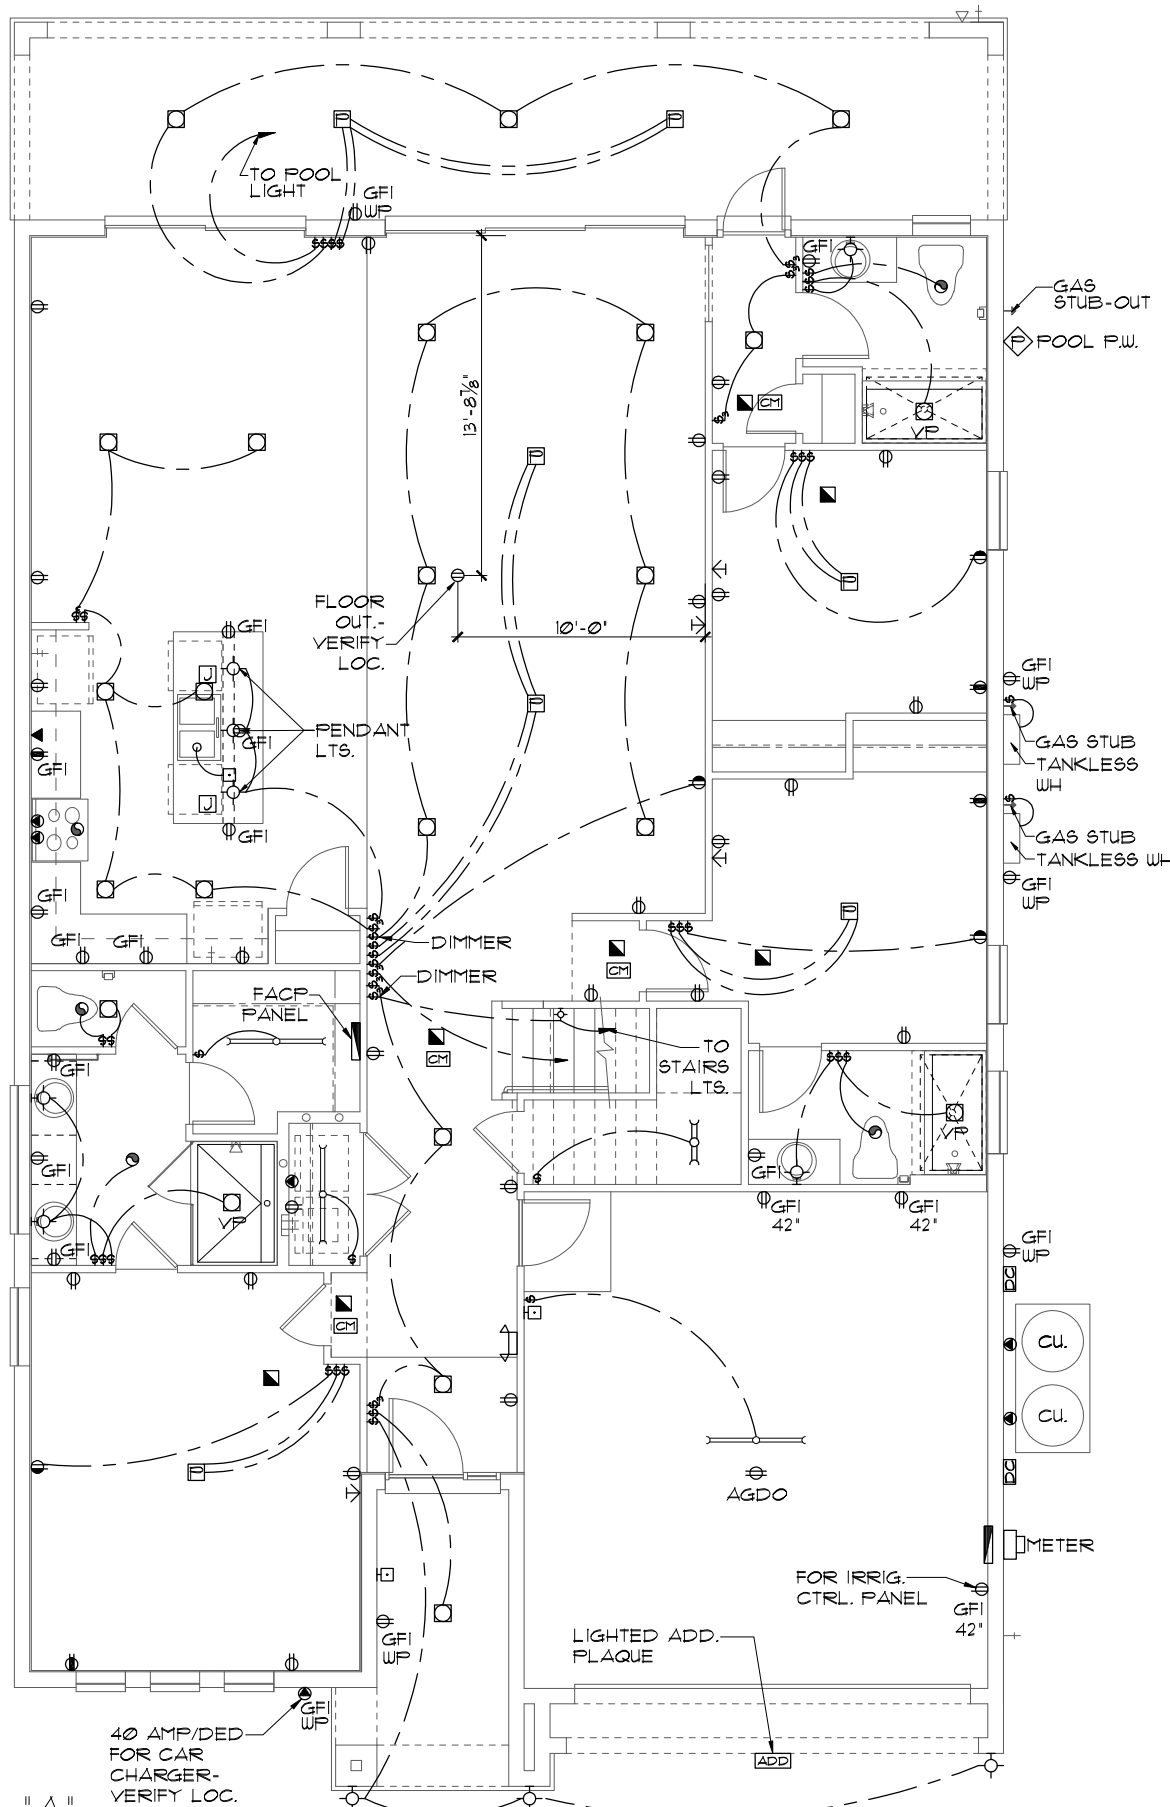 TO POOL
LIGHT
GFI
WP
GFI
GAS
STUB-OUT
P
POOL P.W.
13'-8 7/8"
CM
VP
FLOOR
OUT.-
VERIFY
LOC.
10'-0"
GFI
J
PENDANT
LTS.
GFI
GFI
J
GFI
GFI
WP
GAS STUB
TANKLESS
WH
GAS STUB
TANKLESS WH
GFI
WP
GFI
GFI
GFI
DIMMER
DIMMER
CM
FACP
PANEL
CM
TO
STAIRS
LTS.
GFI
GFI
VP
GFI
VP
GFI
GFI
42"
GFI
42"
GFI
WP
DC
CM
CU.
CU.
DC
AGDO
METER
FOR IRRIG.
CTRL. PANEL
GFI
42"
GFI
WP
LIGHTED ADD.
PLAQUE
GFI
WP
40 AMP/DED
FOR CAR
CHARGER-
VERIFY LOC.
ADD